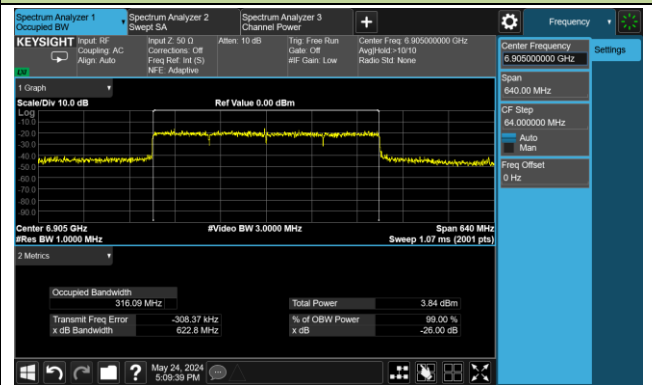 Spectrum Analyzer 1
Occupied BW
Spectrum Analyzer 2
Swept SA
Spectrum Analyzer 3
Channel Power
+
Frequency
KEYSIGHT
Input: RF
Coupling: AC
Align: Auto
Input Z: 50 Ω
Corrections: Off
Freq Ref: Int (S)
NFE: Adaptive
Atten: 10 dB
Trig: Free Run
Gate: Off
#IF Gain: Low
Center Freq: 6.905000000 GHz
Avg|Hold:>10/10
Radio Std: None
Center Frequency
6.905000000 GHz
Settings
Span
640.00 MHz
CF Step
64.000000 MHz
Auto
Man
Freq Offset
0 Hz
1 Graph
Scale/Div 10.0 dB
Ref Value 0.00 dBm
Log
-10.0
-20.0
-30.0
-40.0
-50.0
-60.0
-70.0
-80.0
-90.0
Center 6.905 GHz
#Video BW 3.0000 MHz
Span 640 MHz
#Res BW 1.0000 MHz
Sweep 1.07 ms (2001 pts)
2 Metrics
Occupied Bandwidth
316.09 MHz
Total Power
3.84 dBm
Transmit Freq Error
-308.37 kHz
% of OBW Power
99.00 %
x dB Bandwidth
622.8 MHz
x dB
-26.00 dB
May 24, 2024
5:09:39 PM